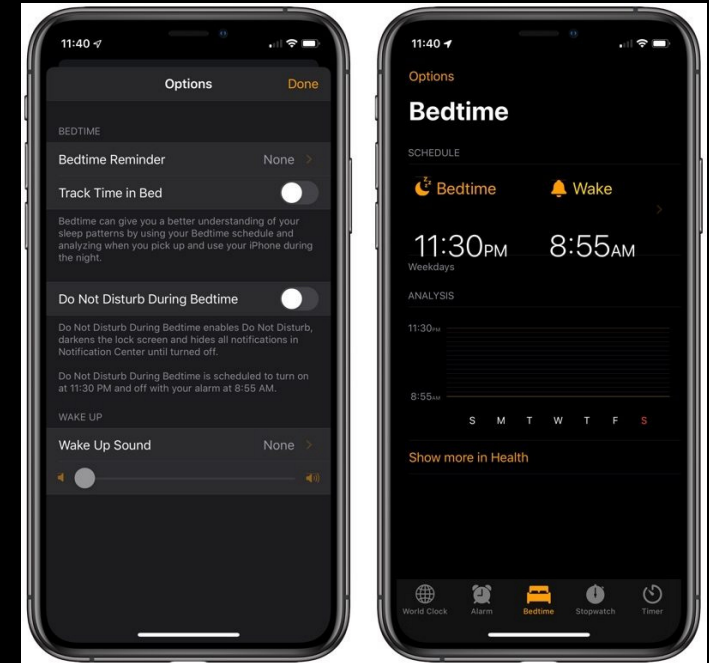 11:40
Options
Done
BEDTIME
Bedtime Reminder
None
Track Time in Bed
Bedtime can give you a better understanding of your
sleep patterns by using your Bedtime schedule and
analyzing when you pick up and use your iPhone during
the night.
Do Not Disturb During Bedtime
Do Not Disturb During Bedtime enables Do Not Disturb,
darkens the lock screen and hides all notifications in
Notification Center until turned off.
Do Not Disturb During Bedtime is scheduled to turn on
at 11:30 PM and off with your alarm at 8:55 AM.
WAKE UP
Wake Up Sound
None
11:40
Options
Bedtime
SCHEDULE
Bedtime
Wake
11:30PM
8:55AM
Weekdays
ANALYSIS
11:30PM
8:55AM
S M T W T F S
Show more in Health
World Clock
Alarm
Bedtime
Stopwatch
Timer